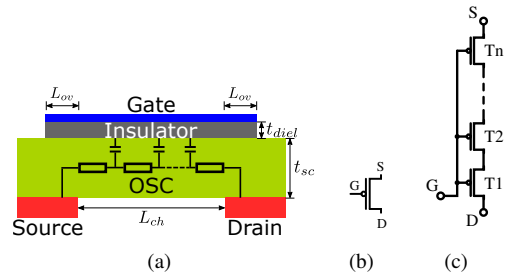 L_ov
L_ov
Gate
Insulator
t_diel
OSC
t_sc
L_ch
Source
Drain
(a)
S
G
D
(b)
S
Tn
T2
T1
G
D
(c)